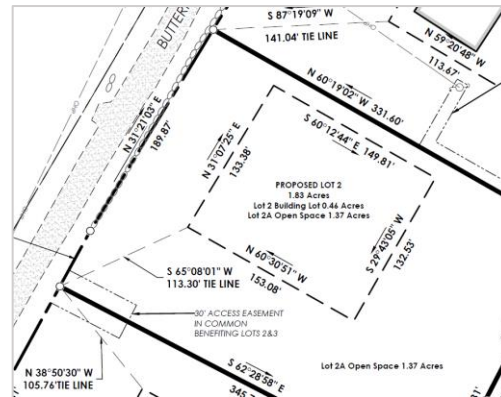 S 87°19'09" W
141.04' TIE LINE
N 59°20'48" W
113.67'
N 60°19'02" W 331.60'
N 31°21'03" E
189.87'
N 31°07'25" E
133.38'
S 60°12'44" E 149.81'
PROPOSED LOT 2
1.83 Acres
Lot 2 Building Lot 0.46 Acres
Lot 2A Open Space 1.37 Acres
S 29°43'05" W
132.53'
N 60°30'51" W
153.08'
S 65°08'01" W
113.30' TIE LINE
30' ACCESS EASEMENT
IN COMMON
BENEFITING LOTS 2&3
N 38°50'30" W
105.76'TIE LINE
S 62°28'58" E
Lot 2A Open Space 1.37 Acres